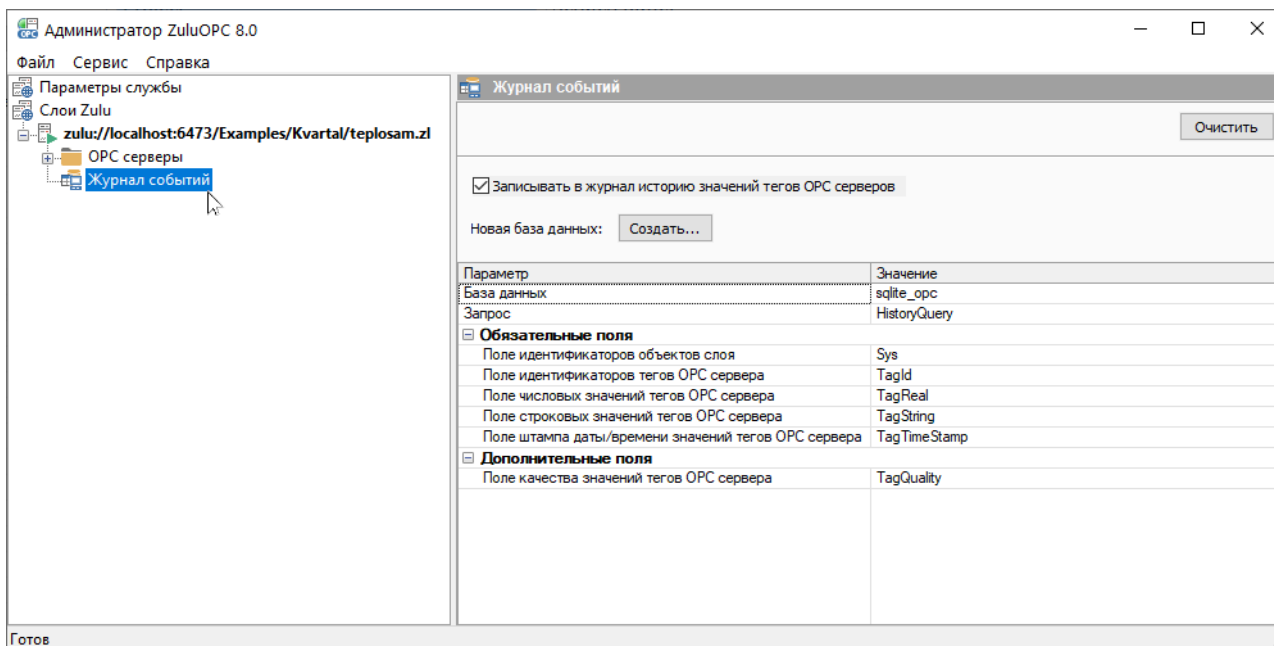 Администратор ZuluOPC 8.0
Файл Сервис Справка
Параметры службы
Слои Zulu
zulu://localhost:6473/Examples/Kvartal/teplosam.zl
OPC серверы
Журнал событий
Журнал событий
Очистить
Записывать в журнал историю значений тегов OPC серверов
Новая база данных: Создать...
Параметр Значение
База данных sqlite_opc
Запрос HistoryQuery
Обязательные поля
Поле идентификаторов объектов слоя Sys
Поле идентификаторов тегов OPC сервера TagId
Поле числовых значений тегов OPC сервера TagReal
Поле строковых значений тегов OPC сервера TagString
Поле штампа даты/времени значений тегов OPC сервера TagTimeStamp
Дополнительные поля
Поле качества значений тегов OPC сервера TagQuality
Готов